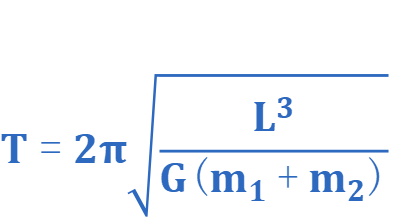 T = 2π√(L³ / G(m₁ + m₂))